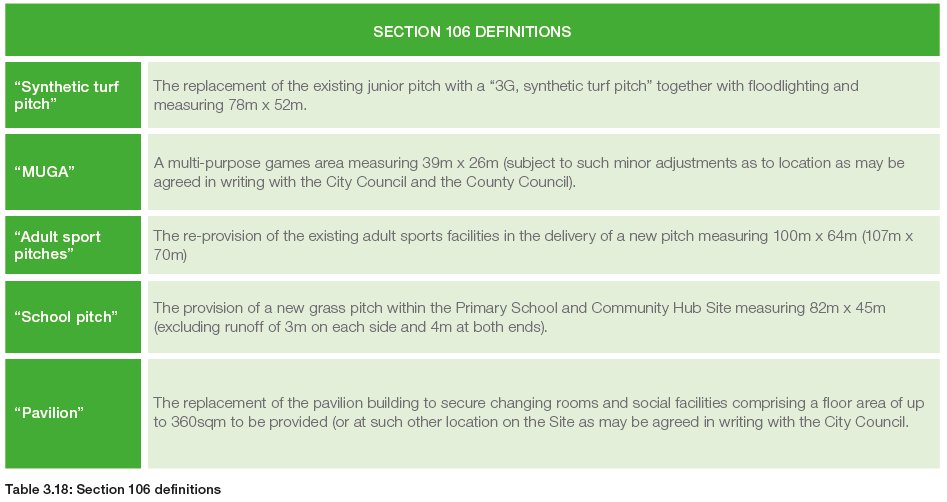 SECTION 106 DEFINITIONS
“Synthetic turf
pitch”
The replacement of the existing junior pitch with a “3G, synthetic turf pitch” together with floodlighting and
measuring 78m x 52m.
“MUGA”
A multi-purpose games area measuring 39m x 26m (subject to such minor adjustments as to location as may be
agreed in writing with the City Council and the County Council).
“Adult sport
pitches”
The re-provision of the existing adult sports facilities in the delivery of a new pitch measuring 100m x 64m (107m x
70m)
“School pitch”
The provision of a new grass pitch within the Primary School and Community Hub Site measuring 82m x 45m
(excluding runoff of 3m on each side and 4m at both ends).
“Pavilion”
The replacement of the pavilion building to secure changing rooms and social facilities comprising a floor area of up
to 360sqm to be provided (or at such other location on the Site as may be agreed in writing with the City Council.
Table 3.18: Section 106 definitions